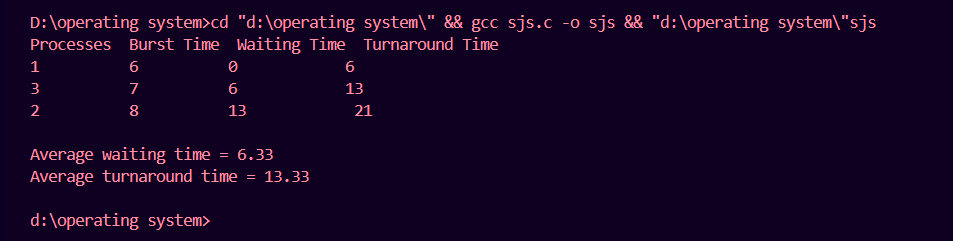 D:\operating system>cd "d:\operating system\" && gcc sjs.c -o sjs && "d:\operating system\"sjs
Processes  Burst Time  Waiting Time  Turnaround Time
1          6          0            6
3          7          6            13
2          8          13            21
Average waiting time = 6.33
Average turnaround time = 13.33
d:\operating system>